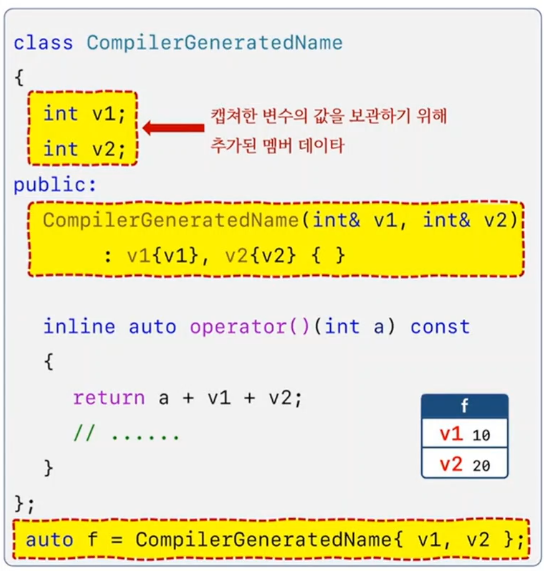 class CompilerGeneratedName
{
int v1;
int v2;
캡쳐한 변수의 값을 보관하기 위해
추가된 멤버 데이타
public:
CompilerGeneratedName(int& v1, int& v2)
: v1{v1}, v2{v2} { }
inline auto operator()(int a) const
{
return a + v1 + v2;
// ......
}
};
f
v1 10
v2 20
auto f = CompilerGeneratedName{ v1, v2 };